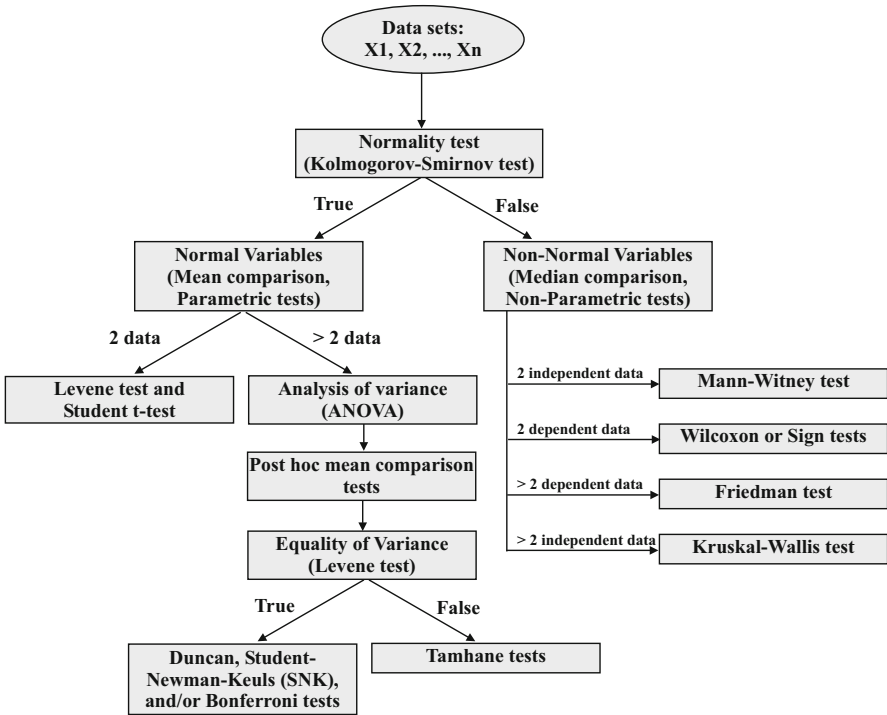 Data sets:
X1, X2, ..., Xn
Normality test
(Kolmogorov-Smirnov test)
True
False
Normal Variables
(Mean comparison,
Parametric tests)
Non-Normal Variables
(Median comparison,
Non-Parametric tests)
2 data
> 2 data
Levene test and
Student t-test
Analysis of variance
(ANOVA)
Post hoc mean comparison
tests
Equality of Variance
(Levene test)
True
False
Duncan, Student-
Newman-Keuls (SNK),
and/or Bonferroni tests
Tamhane tests
2 independent data
Mann-Witney test
2 dependent data
Wilcoxon or Sign tests
> 2 dependent data
Friedman test
> 2 independent data
Kruskal-Wallis test